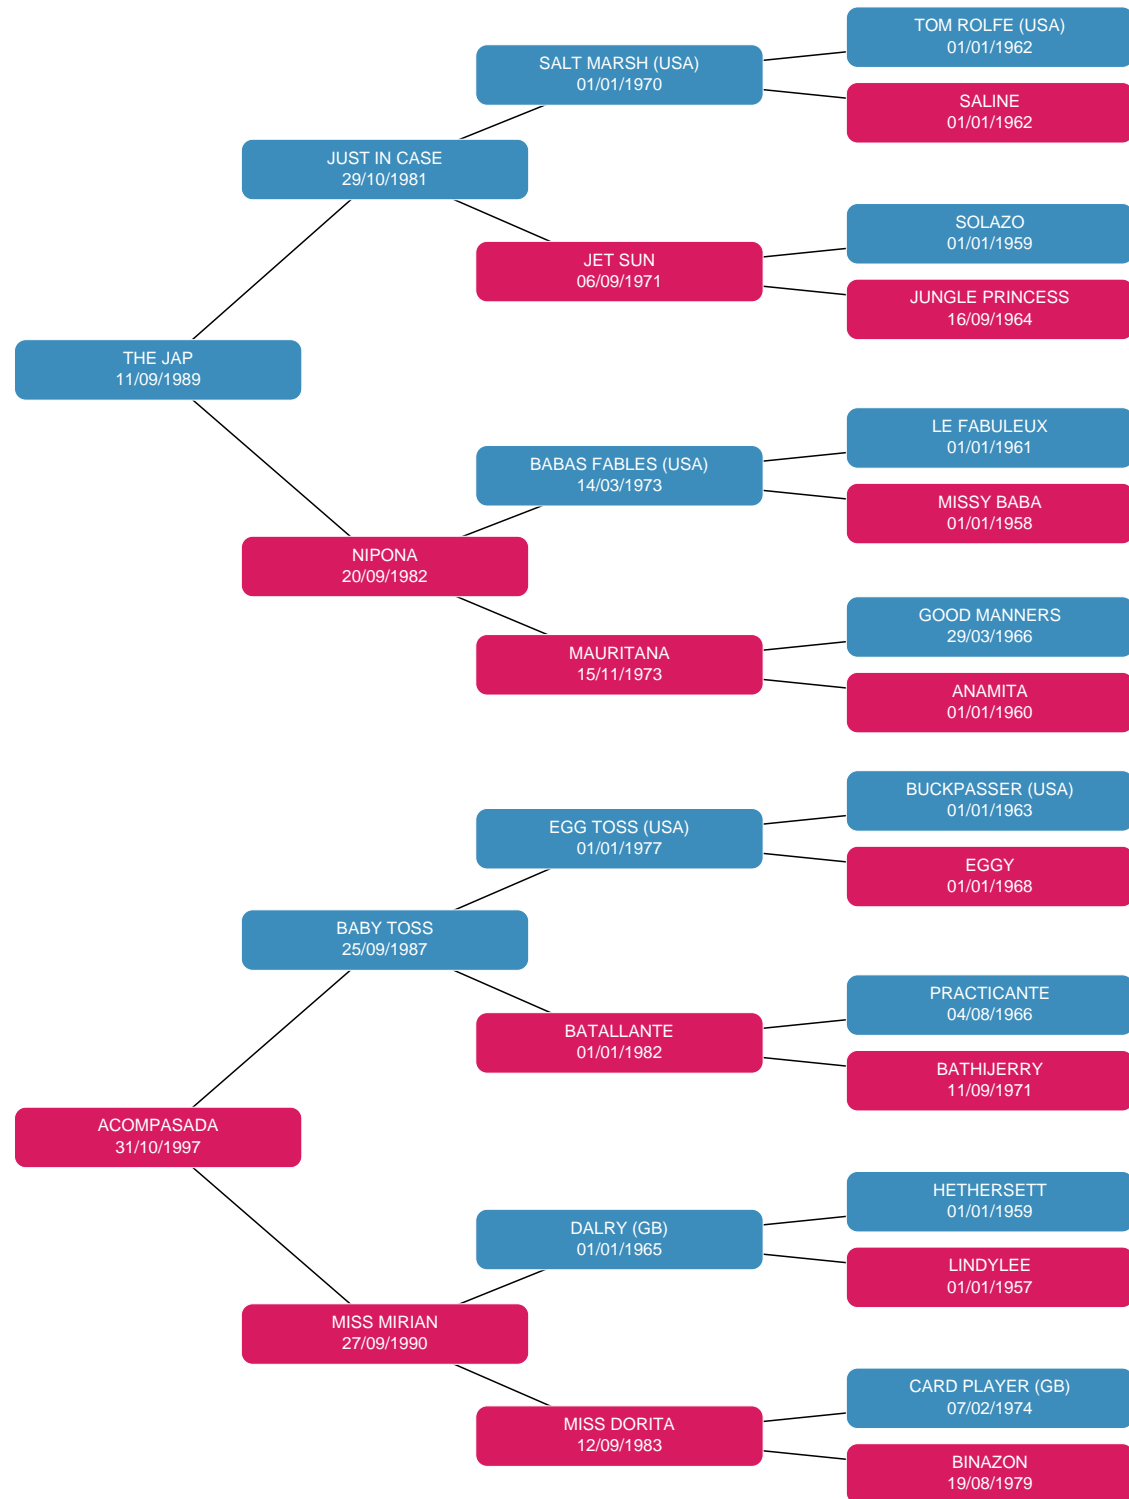 TOM ROLFE (USA)
01/01/1962
SALT MARSH (USA)
01/01/1970
SALINE
01/01/1962
JUST IN CASE
29/10/1981
SOLAZO
01/01/1959
JET SUN
06/09/1971
JUNGLE PRINCESS
16/09/1964
THE JAP
11/09/1989
LE FABULEUX
01/01/1961
BABAS FABLES (USA)
14/03/1973
MISSY BABA
01/01/1958
NIPONA
20/09/1982
GOOD MANNERS
29/03/1966
MAURITANA
15/11/1973
ANAMITA
01/01/1960
BUCKPASSER (USA)
01/01/1963
EGG TOSS (USA)
01/01/1977
EGGY
01/01/1968
BABY TOSS
25/09/1987
PRACTICANTE
04/08/1966
BATALLANTE
01/01/1982
BATHIJERRY
11/09/1971
ACOMPASADA
31/10/1997
HETHERSETT
01/01/1959
DALRY (GB)
01/01/1965
LINDYLEE
01/01/1957
MISS MIRIAN
27/09/1990
CARD PLAYER (GB)
07/02/1974
MISS DORITA
12/09/1983
BINAZON
19/08/1979